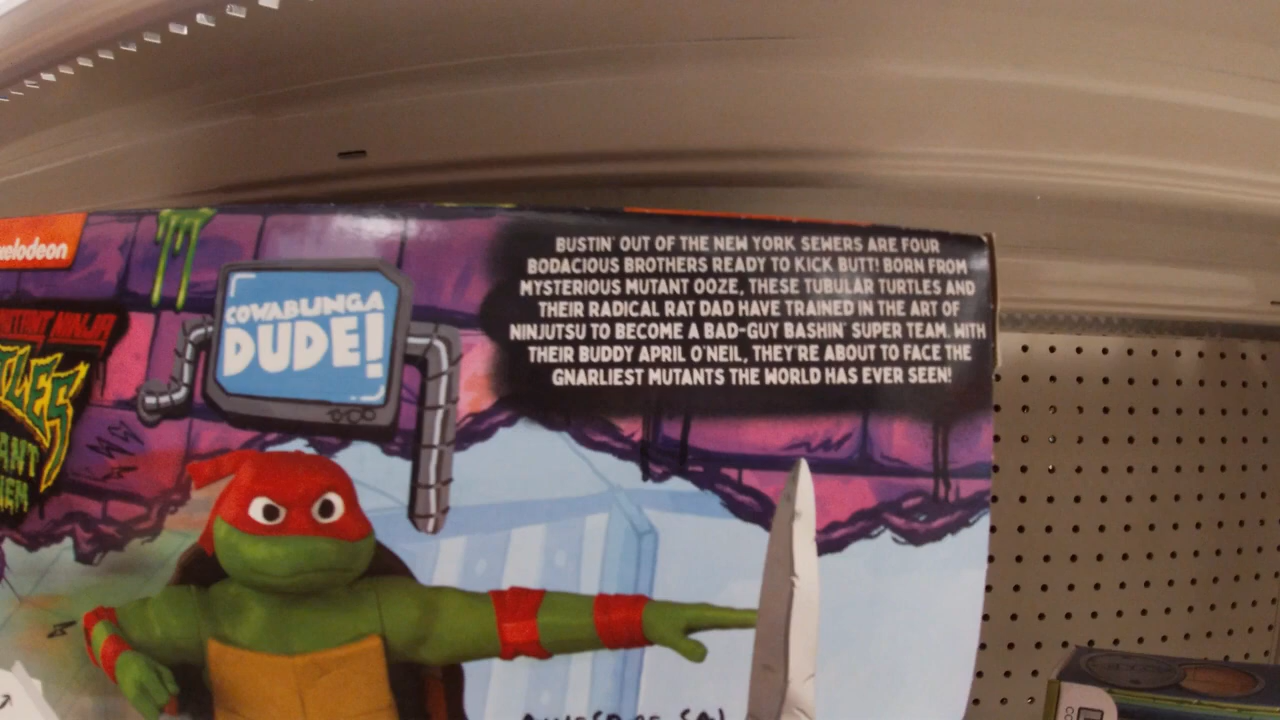 COWABUNGA
DUDE!
BUSTIN' OUT OF THE NEW YORK SEWERS ARE FOUR
BODACIOUS BROTHERS READY TO KICK BUTT! BORN FROM
MYSTERIOUS MUTANT OOZE, THESE TUBULAR TURTLES AND
THEIR RADICAL RAT DAD HAVE TRAINED IN THE ART OF
NINJUTSU TO BECOME A BAD-GUY BASHIN' SUPER TEAM. WITH
THEIR BUDDY APRIL O'NEIL, THEY'RE ABOUT TO FACE THE
GNARLIEST MUTANTS THE WORLD HAS EVER SEEN!